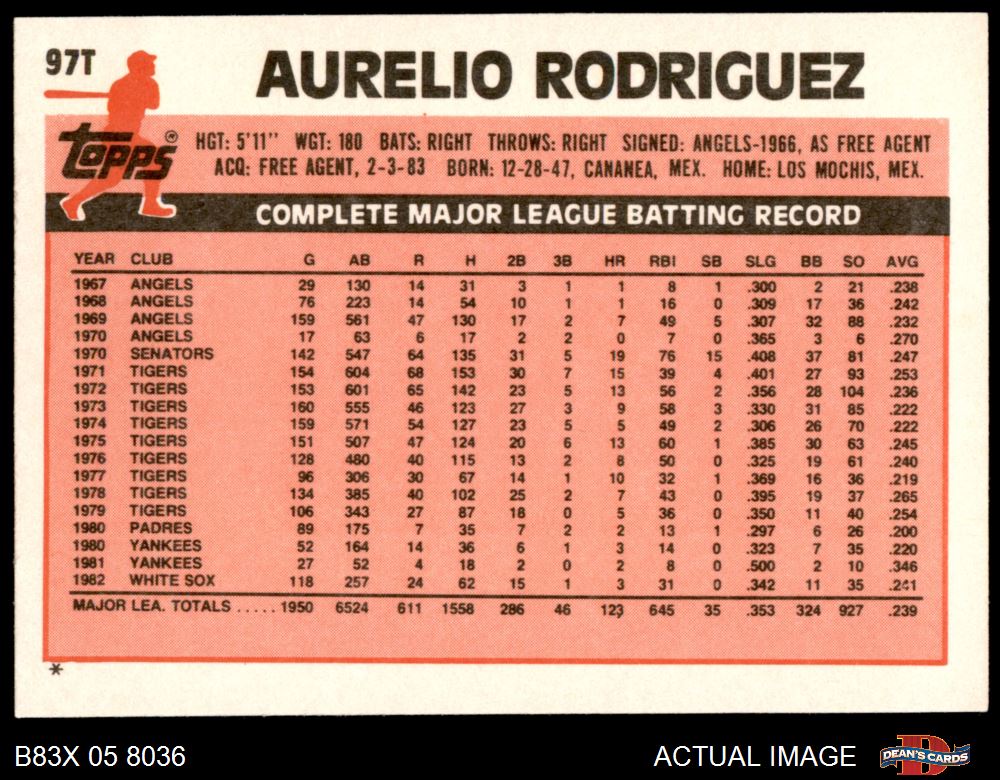 97T AURELIO RODRIGUEZ
topps®
HGT: 5'11" WGT: 180 BATS: RIGHT THROWS: RIGHT SIGNED: ANGELS-1966, AS FREE AGENT
ACQ: FREE AGENT, 2-3-83 BORN: 12-28-47, CANANEA, MEX. HOME: LOS MOCHIS, MEX.
COMPLETE MAJOR LEAGUE BATTING RECORD
YEAR CLUB G AB R H 2B 3B HR RBI SB SLG BB SO AVG
1967 ANGELS 29 130 14 31 3 1 1 8 1 .300 2 21 .238
1968 ANGELS 76 223 14 54 10 1 1 16 0 .309 17 36 .242
1969 ANGELS 159 561 47 130 17 2 7 49 5 .307 32 88 .232
1970 ANGELS 17 63 6 17 2 2 0 7 0 .365 3 6 .270
1970 SENATORS 142 547 64 135 31 5 19 76 15 .408 37 81 .247
1971 TIGERS 154 604 68 153 30 7 15 39 4 .401 27 93 .253
1972 TIGERS 153 601 65 142 23 5 13 56 2 .356 28 104 .236
1973 TIGERS 160 555 46 123 27 3 9 58 3 .330 31 85 .222
1974 TIGERS 159 571 54 127 23 5 5 49 2 .306 26 70 .222
1975 TIGERS 151 507 47 124 20 6 13 60 1 .385 30 63 .245
1976 TIGERS 128 480 40 115 13 2 8 50 0 .325 19 61 .240
1977 TIGERS 96 306 30 67 14 1 10 32 1 .369 16 36 .219
1978 TIGERS 134 385 40 102 25 2 7 43 0 .395 19 37 .265
1979 TIGERS 106 343 27 87 18 0 5 36 0 .350 11 40 .254
1980 PADRES 89 175 7 35 7 2 2 13 1 .297 6 26 .200
1980 YANKEES 52 164 14 36 6 1 3 14 0 .323 7 35 .220
1981 YANKEES 27 52 4 18 2 0 2 8 0 .500 2 10 .346
1982 WHITE SOX 118 257 24 62 15 1 3 31 0 .342 11 35 .241
MAJOR LEA. TOTALS ..... 1950 6524 611 1558 286 46 123 645 35 .353 324 927 .239
*
B83X 05 8036 ACTUAL IMAGE DEAN'S CARDS